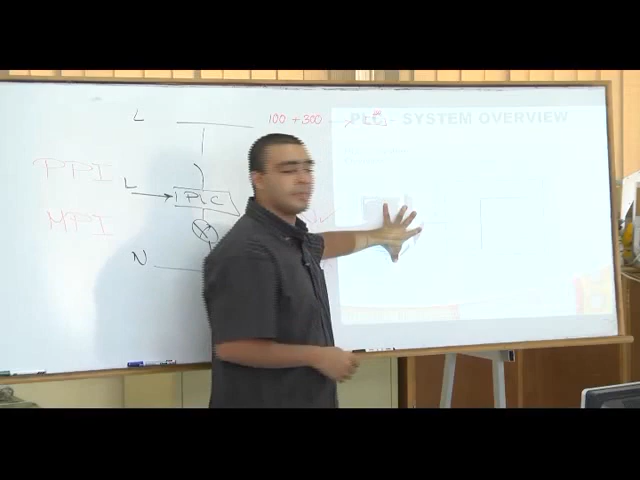 L
100 + 300
PLC - SYSTEM OVERVIEW
PPI
L
PLC
MPI
N